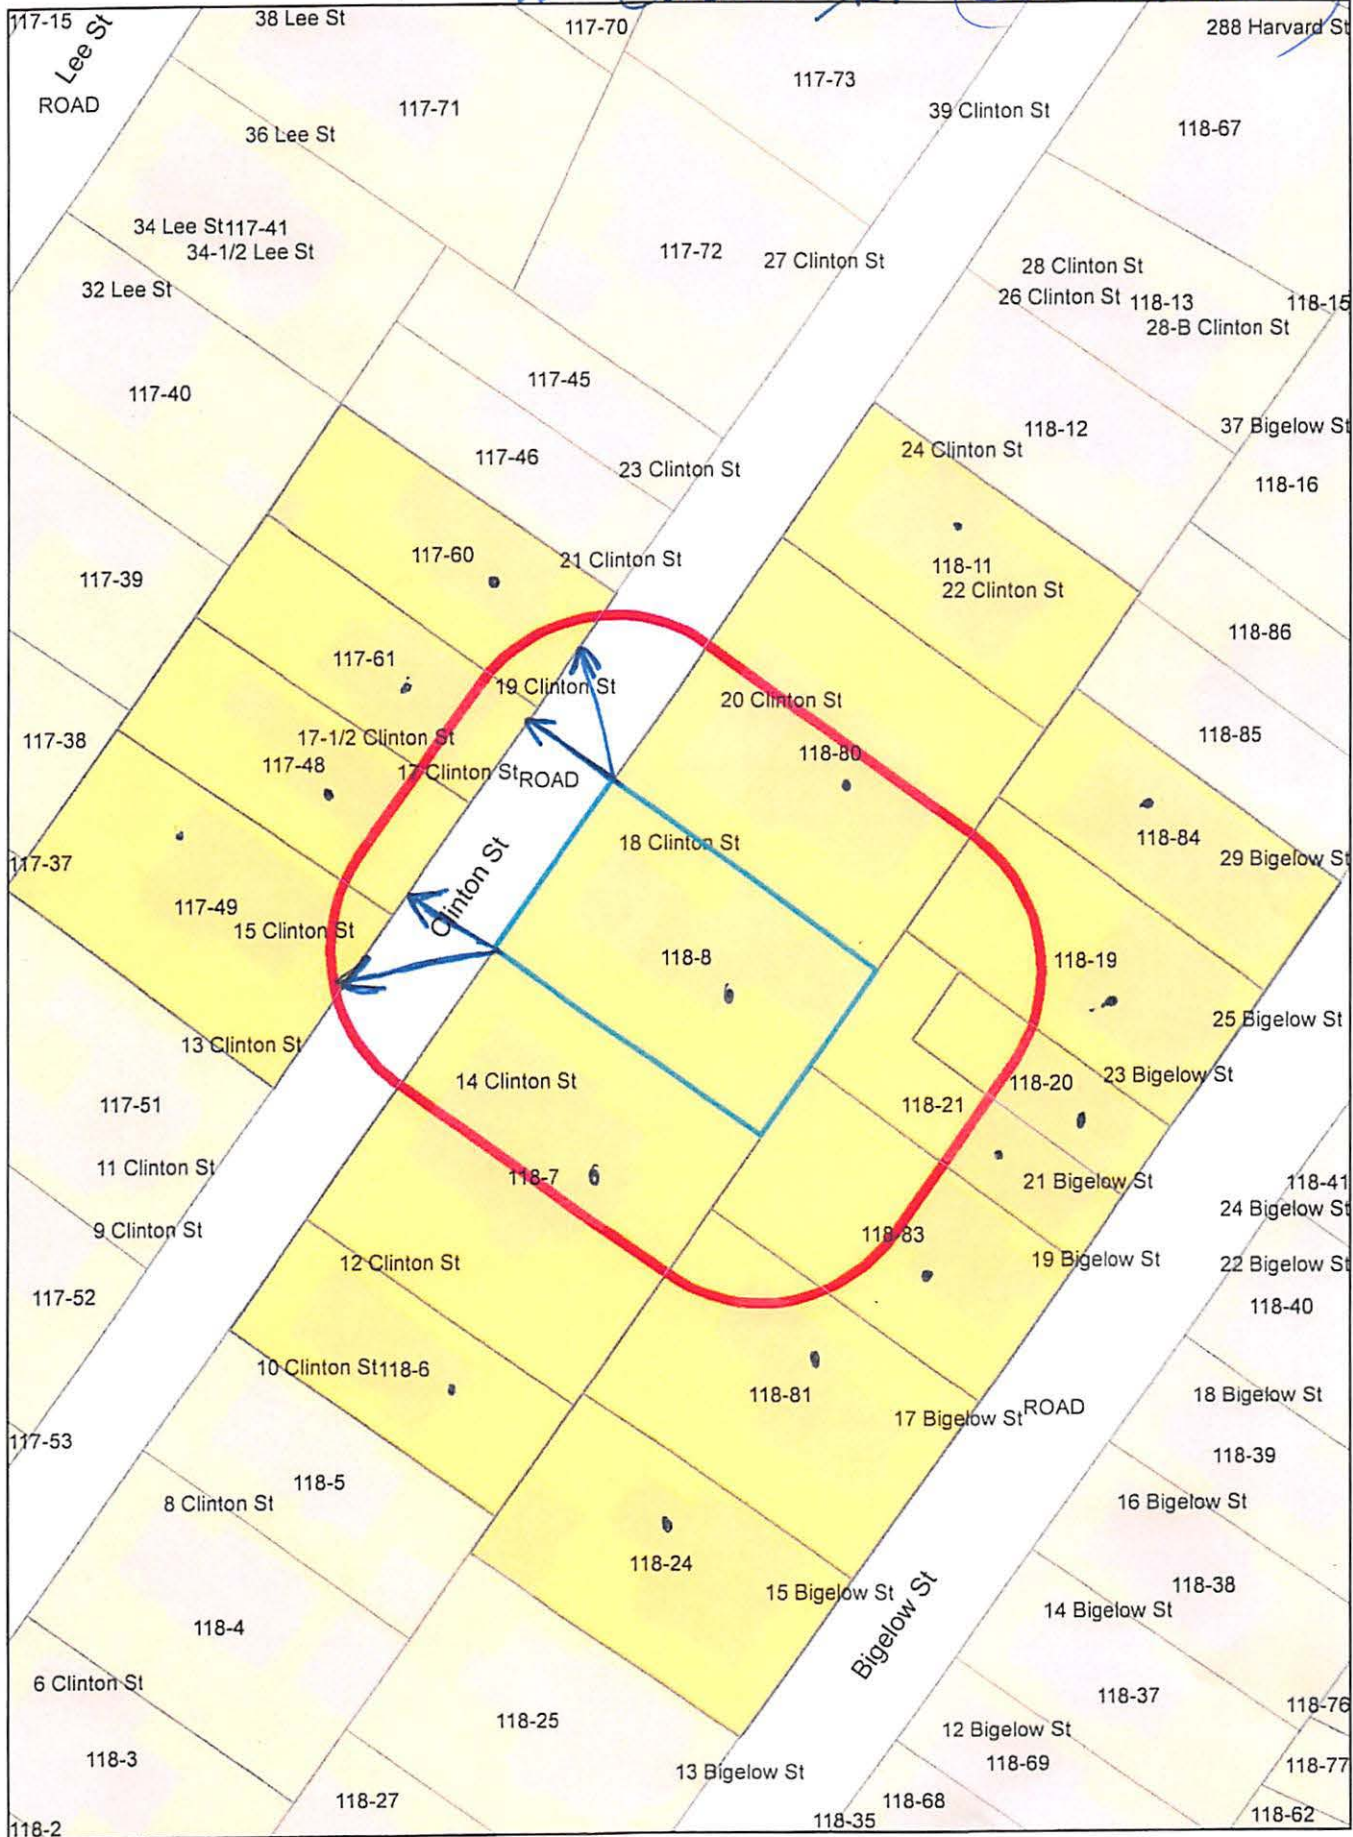 117-15
38 Lee St
117-70
288 Harvard St
Lee St
ROAD
117-71
117-73
39 Clinton St
118-67
36 Lee St
34 Lee St 117-41
34-1/2 Lee St
117-72
27 Clinton St
28 Clinton St
32 Lee St
26 Clinton St 118-13 118-15
28-B Clinton St
117-40
117-45
117-46
23 Clinton St
24 Clinton St
118-12
37 Bigelow St
118-16
117-39
117-60
21 Clinton St
118-11
22 Clinton St
118-86
117-61
19 Clinton St
20 Clinton St
117-38
17-1/2 Clinton St
118-85
117-48
17 Clinton St
ROAD
118-80
117-37
Clinton St
18 Clinton St
118-84
29 Bigelow St
117-49
15 Clinton St
118-8
118-19
25 Bigelow St
13 Clinton St
14 Clinton St
118-20
23 Bigelow St
117-51
118-21
11 Clinton St
118-7
21 Bigelow St
118-41
24 Bigelow St
9 Clinton St
118-83
12 Clinton St
19 Bigelow St
22 Bigelow St
117-52
118-40
10 Clinton St 118-6
118-81
18 Bigelow St
17 Bigelow St
ROAD
117-53
118-39
118-5
8 Clinton St
16 Bigelow St
118-24
15 Bigelow St
118-38
118-4
14 Bigelow St
Bigelow St
6 Clinton St
118-37
118-76
118-25
12 Bigelow St
118-3
13 Bigelow St
118-69
118-77
118-27
118-68
118-62
118-2
118-35